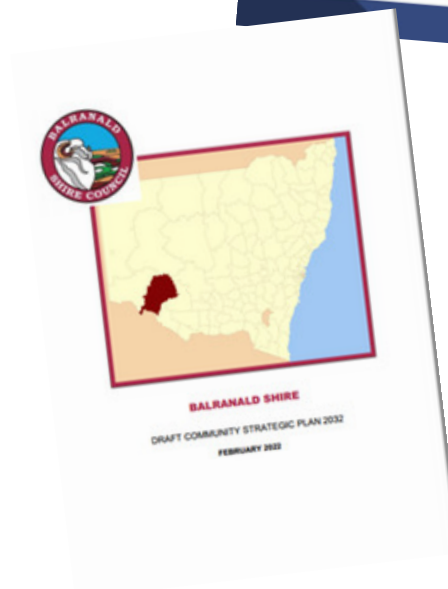 BALRANALD
SHIRE COUNCIL
BALRANALD SHIRE
DRAFT COMMUNITY STRATEGIC PLAN 2032
FEBRUARY 2022